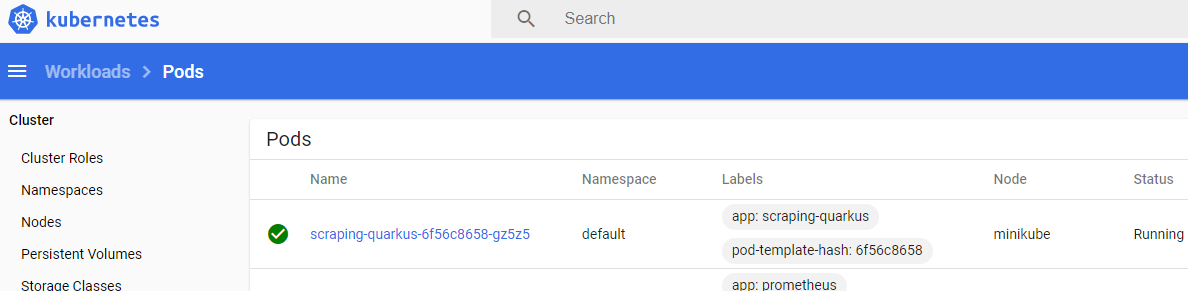 kubernetes
Search
Workloads > Pods
Cluster
Cluster Roles
Namespaces
Nodes
Persistent Volumes
Storage Classes
Pods
Name Namespace Labels Node Status
app: scraping-quarkus
scraping-quarkus-6f56c8658-gz5z5 default minikube Running
pod-template-hash: 6f56c8658
app: prometheus